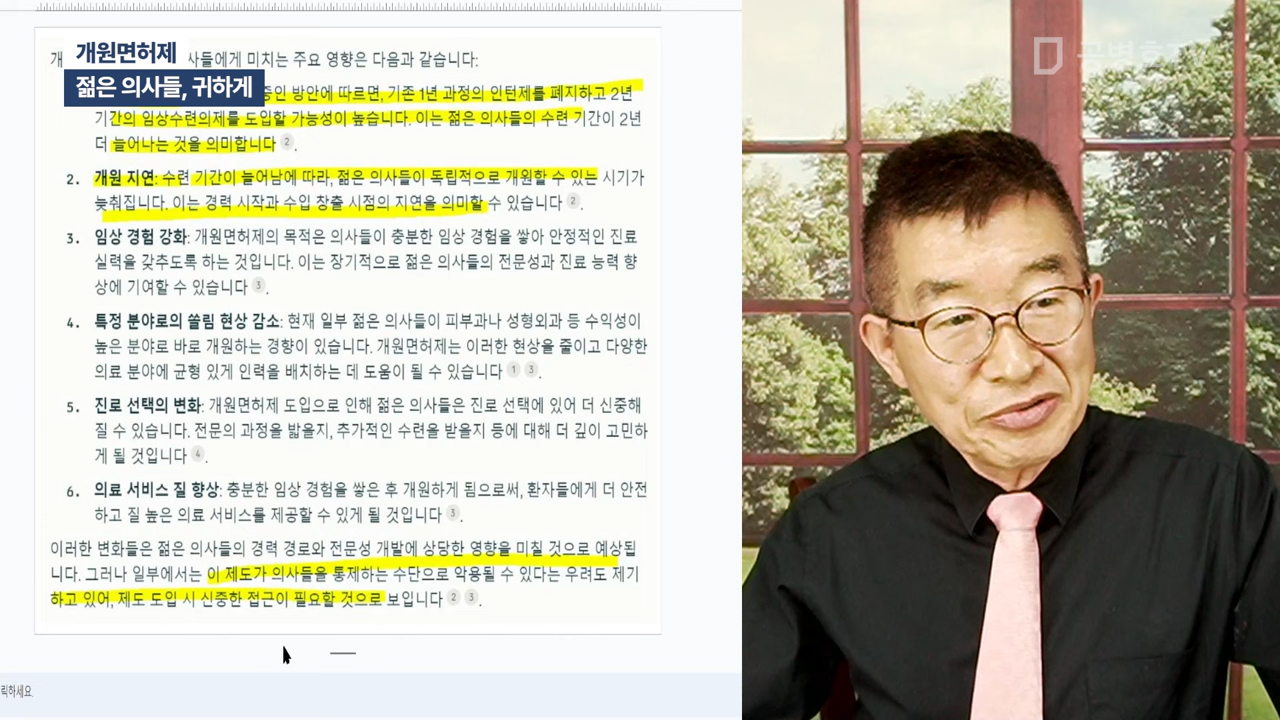 개원면허제
젊은 의사들, 귀하게
개
사들에게 미치는 주요 영향은 다음과 같습니다:
중인 방안에 따르면, 기존 1년 과정의 인턴제를 폐지하고 2년
기간의 임상수련의제를 도입할 가능성이 높습니다. 이는 젊은 의사들의 수련 기간이 2년
더 늘어나는 것을 의미합니다 2 .
2. 개원 지연: 수련 기간이 늘어남에 따라, 젊은 의사들이 독립적으로 개원할 수 있는 시기가
늦춰집니다. 이는 경력 시작과 수입 창출 시점의 지연을 의미할 수 있습니다 2 .
3. 임상 경험 강화: 개원면허제의 목적은 의사들이 충분한 임상 경험을 쌓아 안정적인 진료
실력을 갖추도록 하는 것입니다. 이는 장기적으로 젊은 의사들의 전문성과 진료 능력 향
상에 기여할 수 있습니다 3 .
4. 특정 분야로의 쏠림 현상 감소: 현재 일부 젊은 의사들이 피부과나 성형외과 등 수익성이
높은 분야로 바로 개원하는 경향이 있습니다. 개원면허제는 이러한 현상을 줄이고 다양한
의료 분야에 균형 있게 인력을 배치하는 데 도움이 될 수 있습니다 1 3 .
5. 진로 선택의 변화: 개원면허제 도입으로 인해 젊은 의사들은 진로 선택에 있어 더 신중해
질 수 있습니다. 전문의 과정을 밟을지, 추가적인 수련을 받을지 등에 대해 더 깊이 고민하
게 될 것입니다 4 .
6. 의료 서비스 질 향상: 충분한 임상 경험을 쌓은 후 개원하게 됨으로써, 환자들에게 더 안전
하고 질 높은 의료 서비스를 제공할 수 있게 될 것입니다 3 .
이러한 변화들은 젊은 의사들의 경력 경로와 전문성 개발에 상당한 영향을 미칠 것으로 예상됩
니다. 그러나 일부에서는 이 제도가 의사들을 통제하는 수단으로 악용될 수 있다는 우려도 제기
하고 있어, 제도 도입 시 신중한 접근이 필요할 것으로 보입니다 2 3 .
릭하세요.
공병호